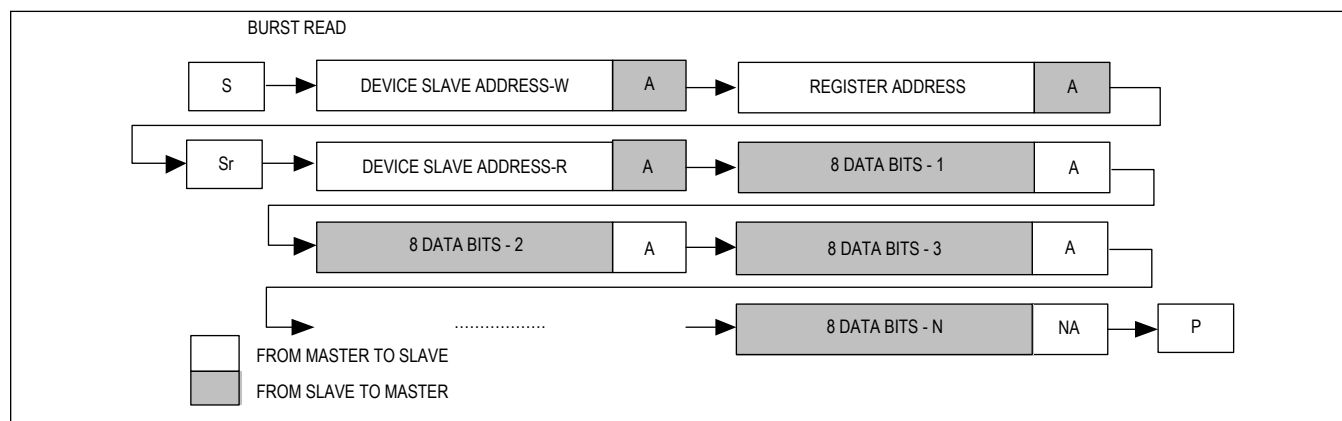 BURST READ
S DEVICE SLAVE ADDRESS-W A REGISTER ADDRESS A
Sr DEVICE SLAVE ADDRESS-R A 8 DATA BITS - 1 A
8 DATA BITS - 2 A 8 DATA BITS - 3 A
.................. 8 DATA BITS - N NA P
FROM MASTER TO SLAVE
FROM SLAVE TO MASTER